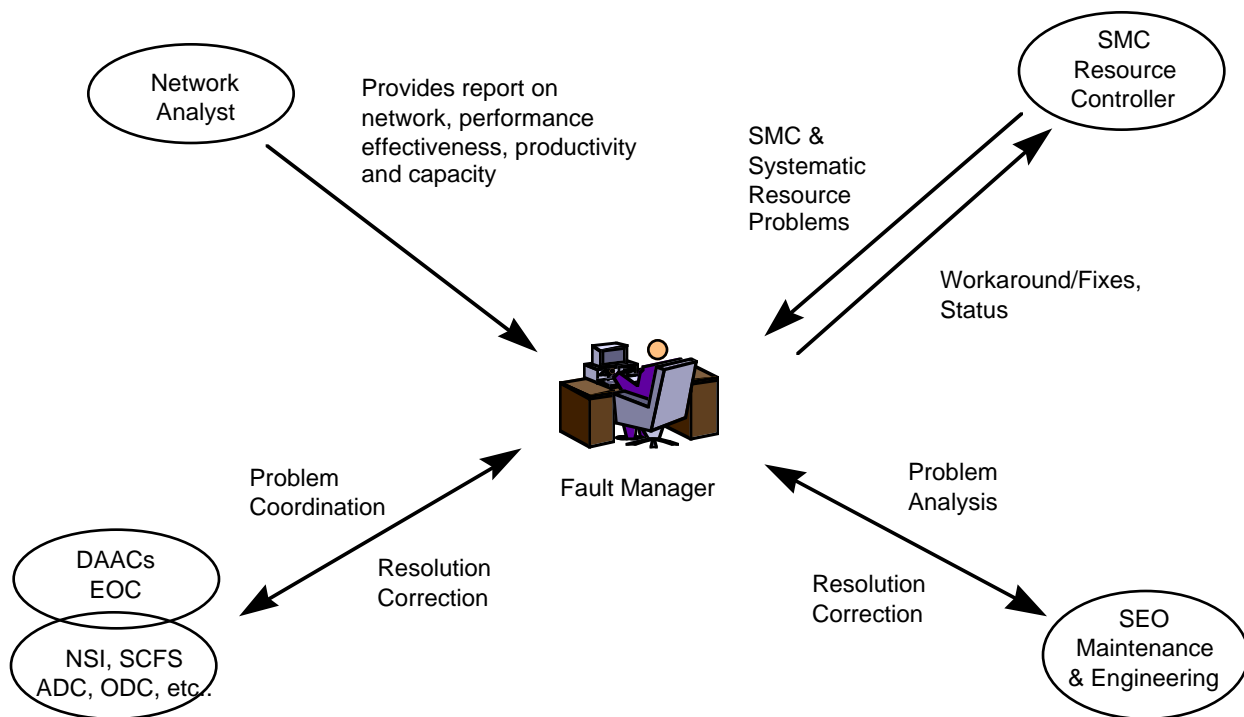 Network
Analyst
Provides report on
network, performance
effectiveness, productivity
and capacity
SMC
Resource
Controller
SMC &
Systematic
Resource
Problems
Workaround/Fixes,
Status
Fault Manager
Problem
Coordination
Resolution
Correction
DAACs
EOC
NSI, SCFS
ADC, ODC, etc..
Problem
Analysis
Resolution
Correction
SEO
Maintenance
& Engineering